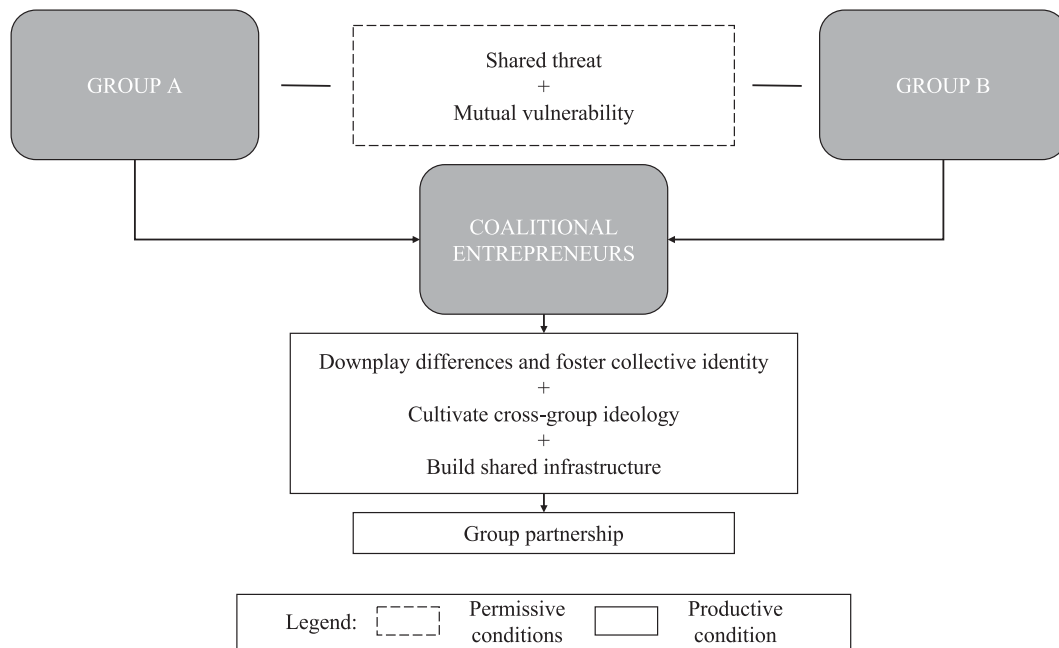 GROUP A
Shared threat
+
Mutual vulnerability
GROUP B
COALITIONAL
ENTREPRENEURS
Downplay differences and foster collective identity
+
Cultivate cross-group ideology
+
Build shared infrastructure
Group partnership
Legend:
Permissive
conditions
Productive
condition